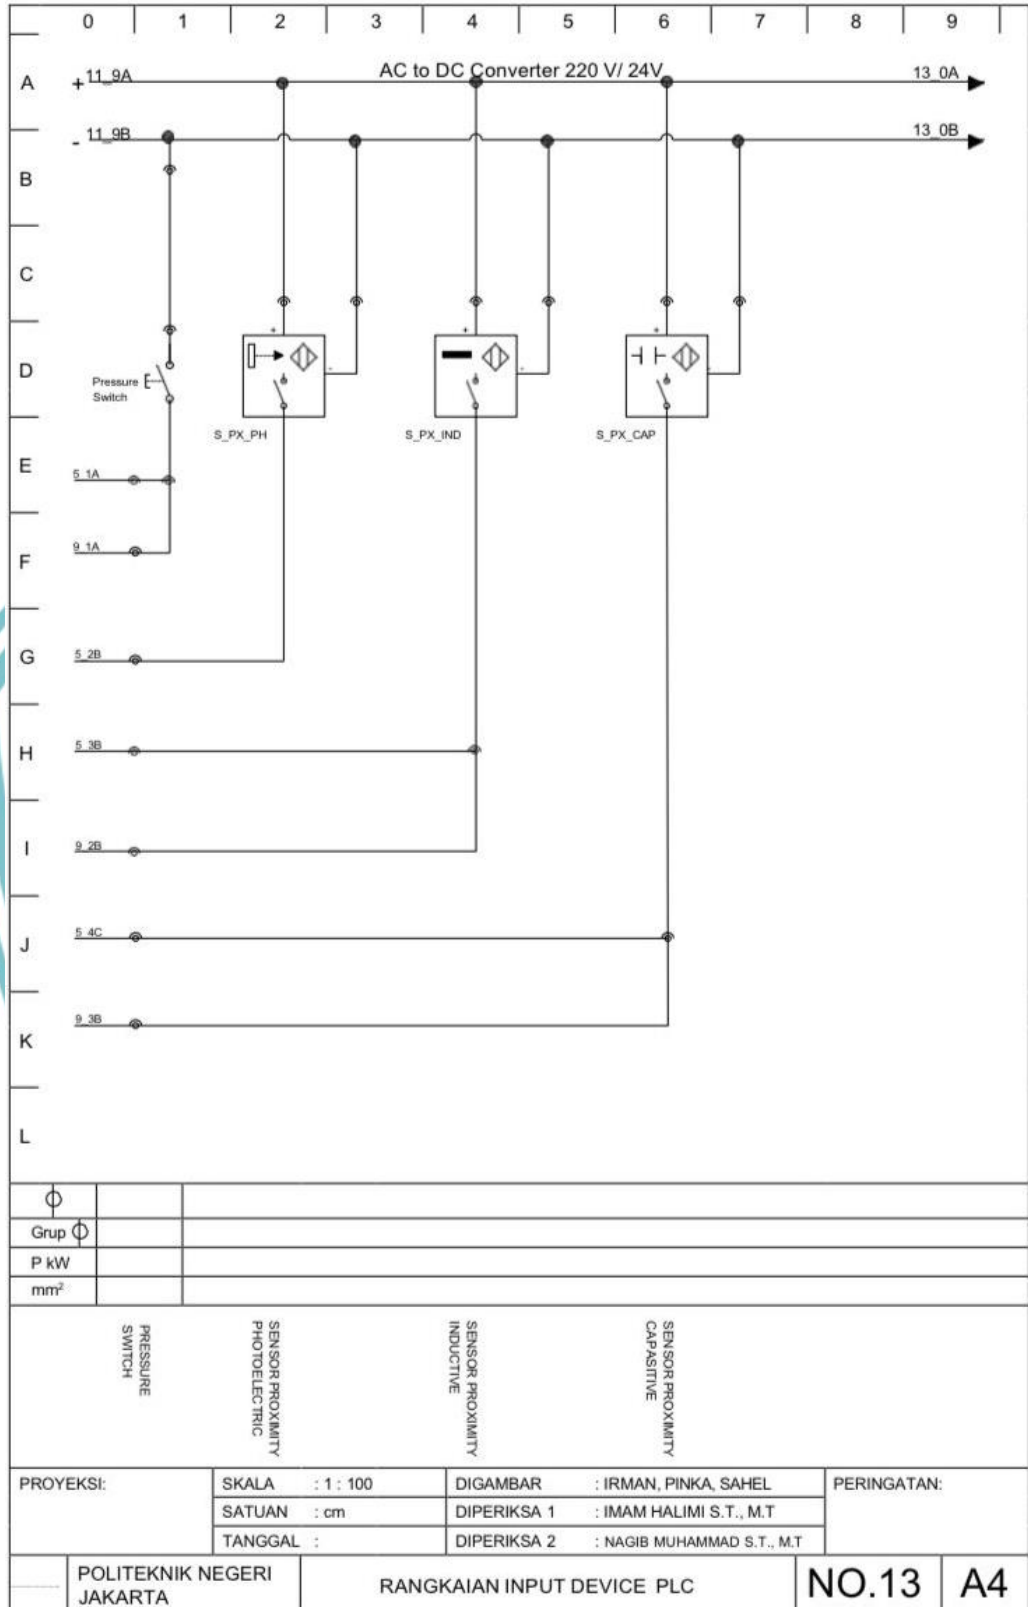 0 1 2 3 4 5 6 7 8 9
A
+ 11_9A
AC to DC Converter 220 V/ 24V
13_0A
- 11_9B
13_0B
B
C
D
Pressure
Switch
+
-
+
-
+
-
S_PX_PH
S_PX_IND
S_PX_CAP
E
5_1A
F
9_1A
G
5_2B
H
5_3B
I
9_2B
J
5_4C
K
9_3B
L
Grup
P kW
mm²
PRESSURE
SWITCH
SENSOR PROXIMITY
PHOTOELECTRIC
SENSOR PROXIMITY
INDUCTIVE
SENSOR PROXIMITY
CAPASITIVE
PROYEKSI:
SKALA : 1 : 100
SATUAN : cm
TANGGAL :
DIGAMBAR : IRMAN, PINKA, SAHEL
DIPERIKSA 1 : IMAM HALIMI S.T., M.T
DIPERIKSA 2 : NAGIB MUHAMMAD S.T., M.T
PERINGATAN:
POLITEKNIK NEGERI
JAKARTA
RANGKAIAN INPUT DEVICE PLC
NO.13
A4